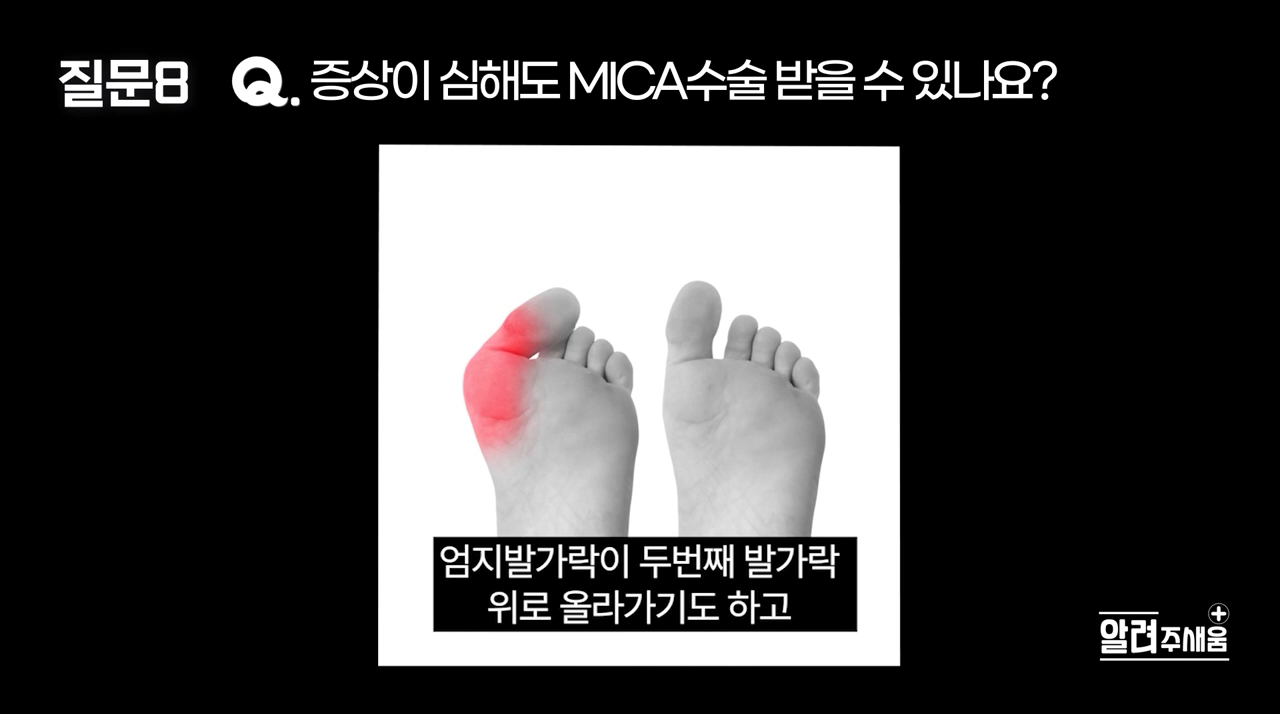 질문8 Q. 증상이 심해도 MICA수술 받을 수 있나요?
엄지발가락이 두번째 발가락
위로 올라가기도 하고
알려주새움